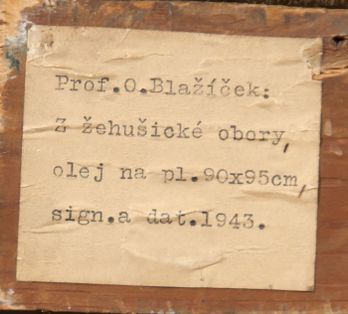 Prof.O.Blažíček:
Z žehušické obory,
olej na pl.90x95cm,
sign.a dat.1943.